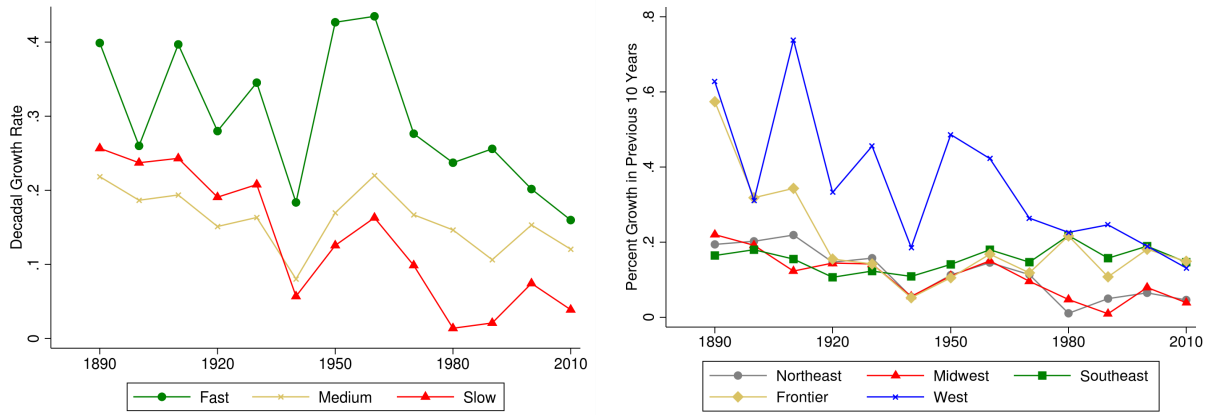 Decadal Growth Rate
.4
.3
.2
.1
0
1890 1920 1950 1980 2010
Fast Medium Slow
Percent Growth in Previous 10 Years
.8
.6
.4
.2
0
1890 1920 1950 1980 2010
Northeast Midwest Southeast
Frontier West